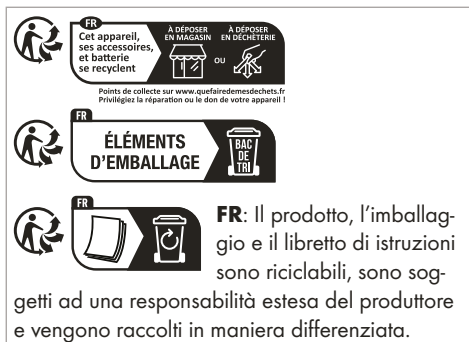 FR
Cet appareil,
ses accessoires,
et batterie
se recyclent
À DÉPOSER
EN MAGASIN
OU
À DÉPOSER
EN DÉCHÈTERIE
Points de collecte sur www.quefairedemesdechets.fr
Privilégiez la réparation ou le don de votre appareil !
FR
ÉLÉMENTS
D'EMBALLAGE
BAC
DE
TRI
FR
FR: Il prodotto, l'imballag-
gio e il libretto di istruzioni
sono riciclabili, sono sog-
getti ad una responsabilità estesa del produttore
e vengono raccolti in maniera differenziata.